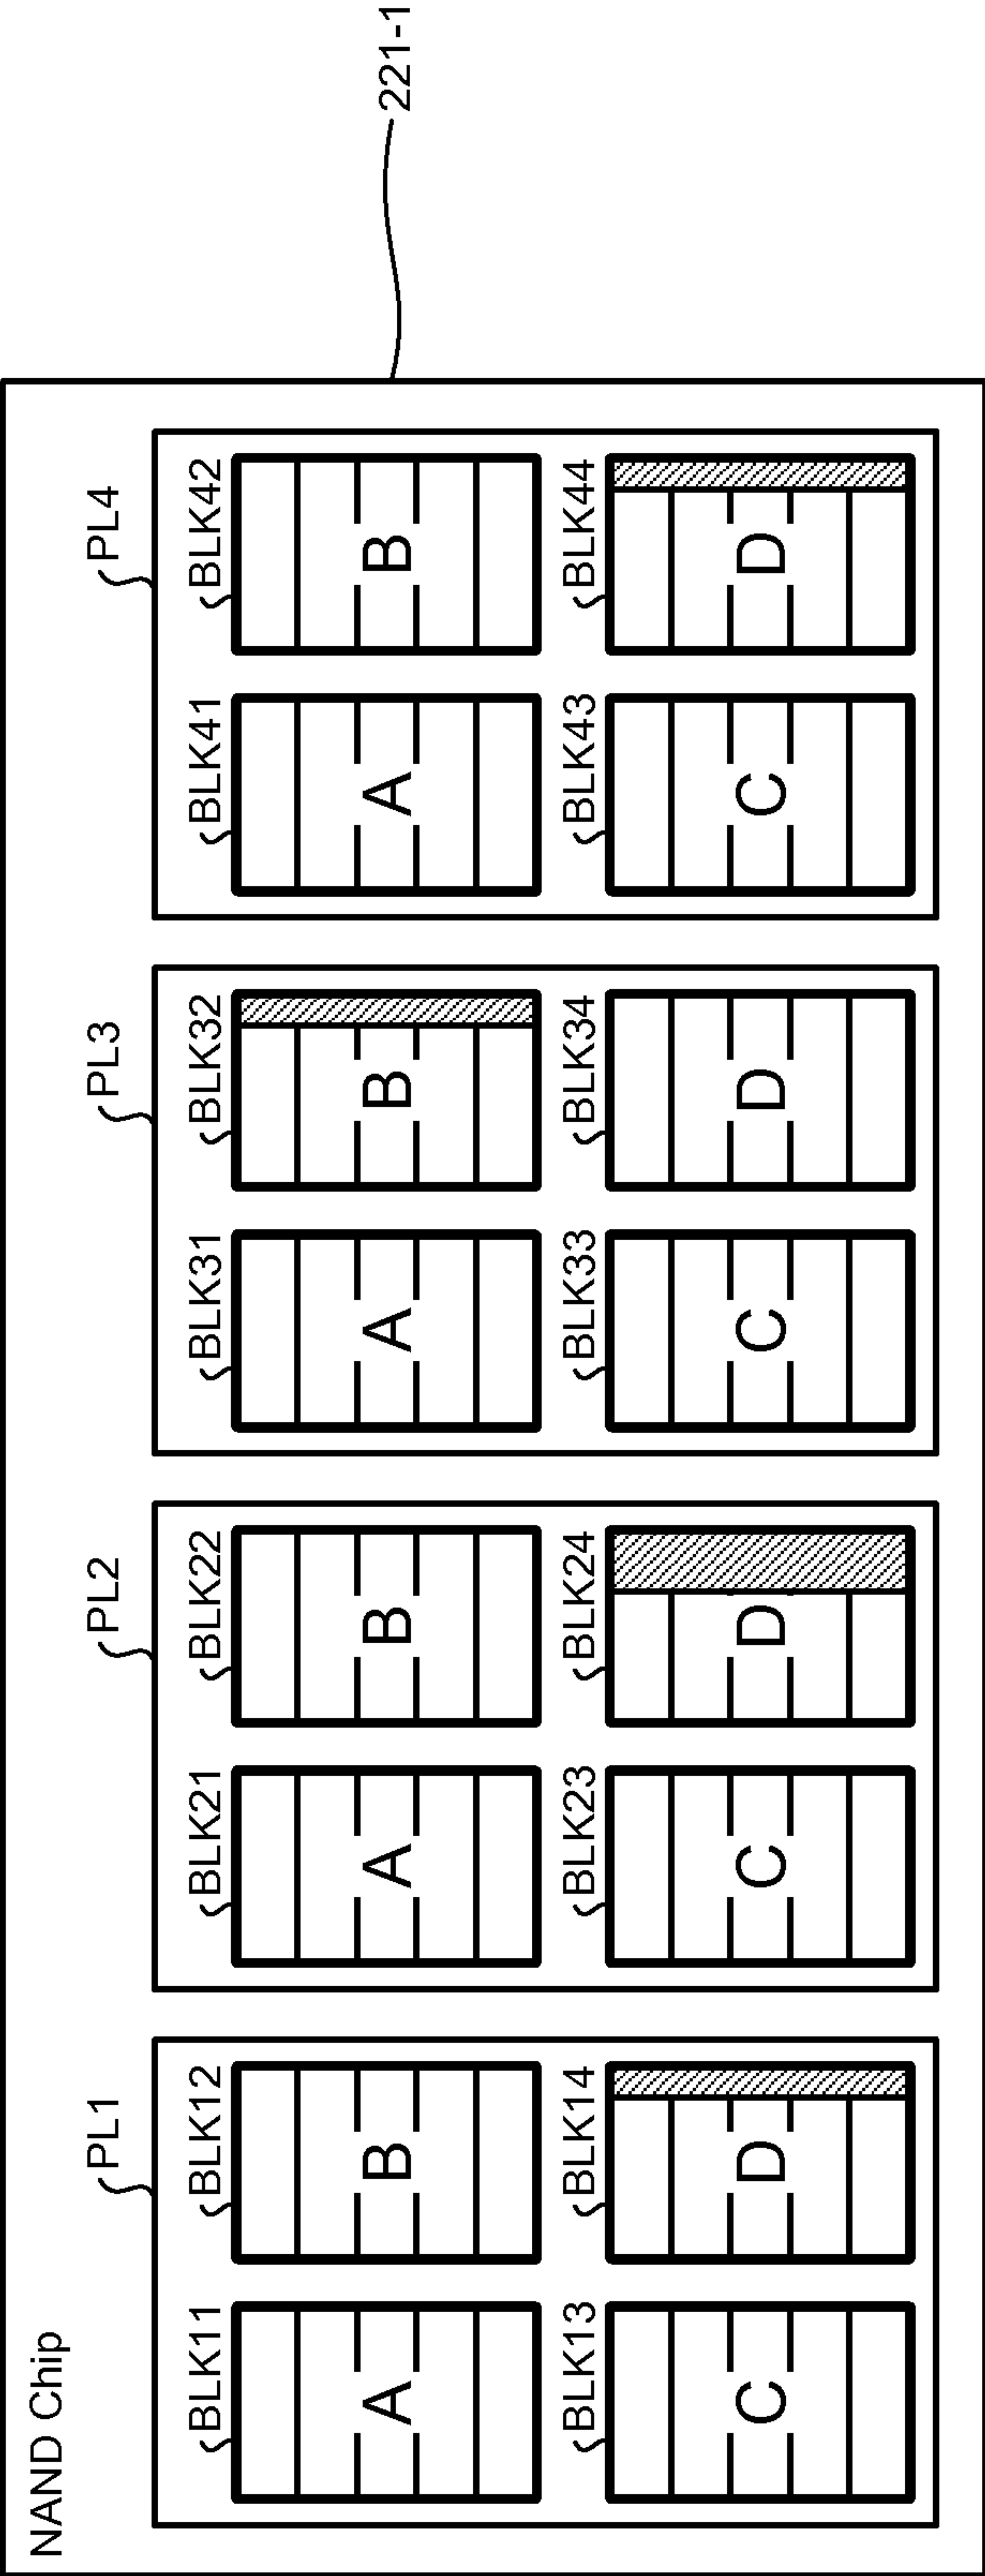 NAND Chip
221-1
PL1
PL2
PL3
PL4
BLK11
BLK12
BLK21
BLK22
BLK31
BLK32
BLK41
BLK42
A
B
A
B
A
B
A
B
BLK13
BLK14
BLK23
BLK24
BLK33
BLK34
BLK43
BLK44
C
D
C
D
C
D
C
D